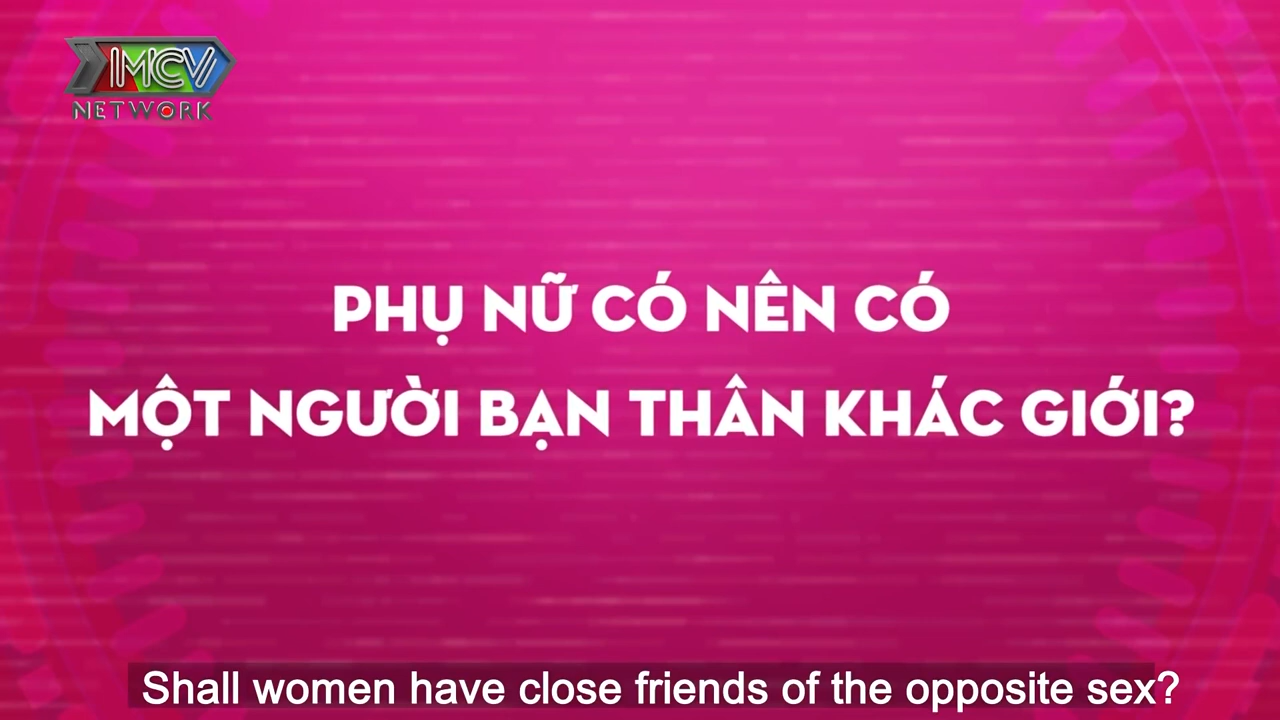 MCV
NETWORK
PHỤ NỮ CÓ NÊN CÓ
MỘT NGƯỜI BẠN THÂN KHÁC GIỚI?
Shall women have close friends of the opposite sex?